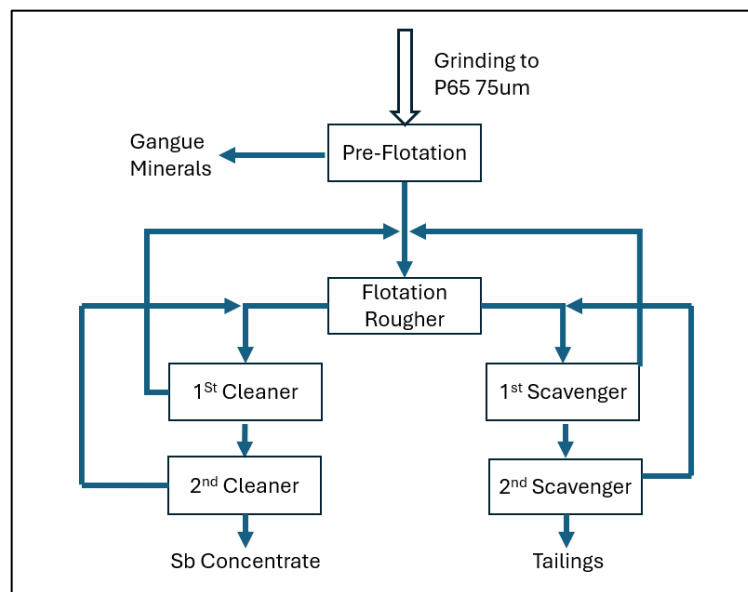 Grinding to
P65 75um
Pre-Flotation
Gangue
Minerals
Flotation
Rougher
1St Cleaner
1st Scavenger
2nd Cleaner
2nd Scavenger
Sb Concentrate
Tailings